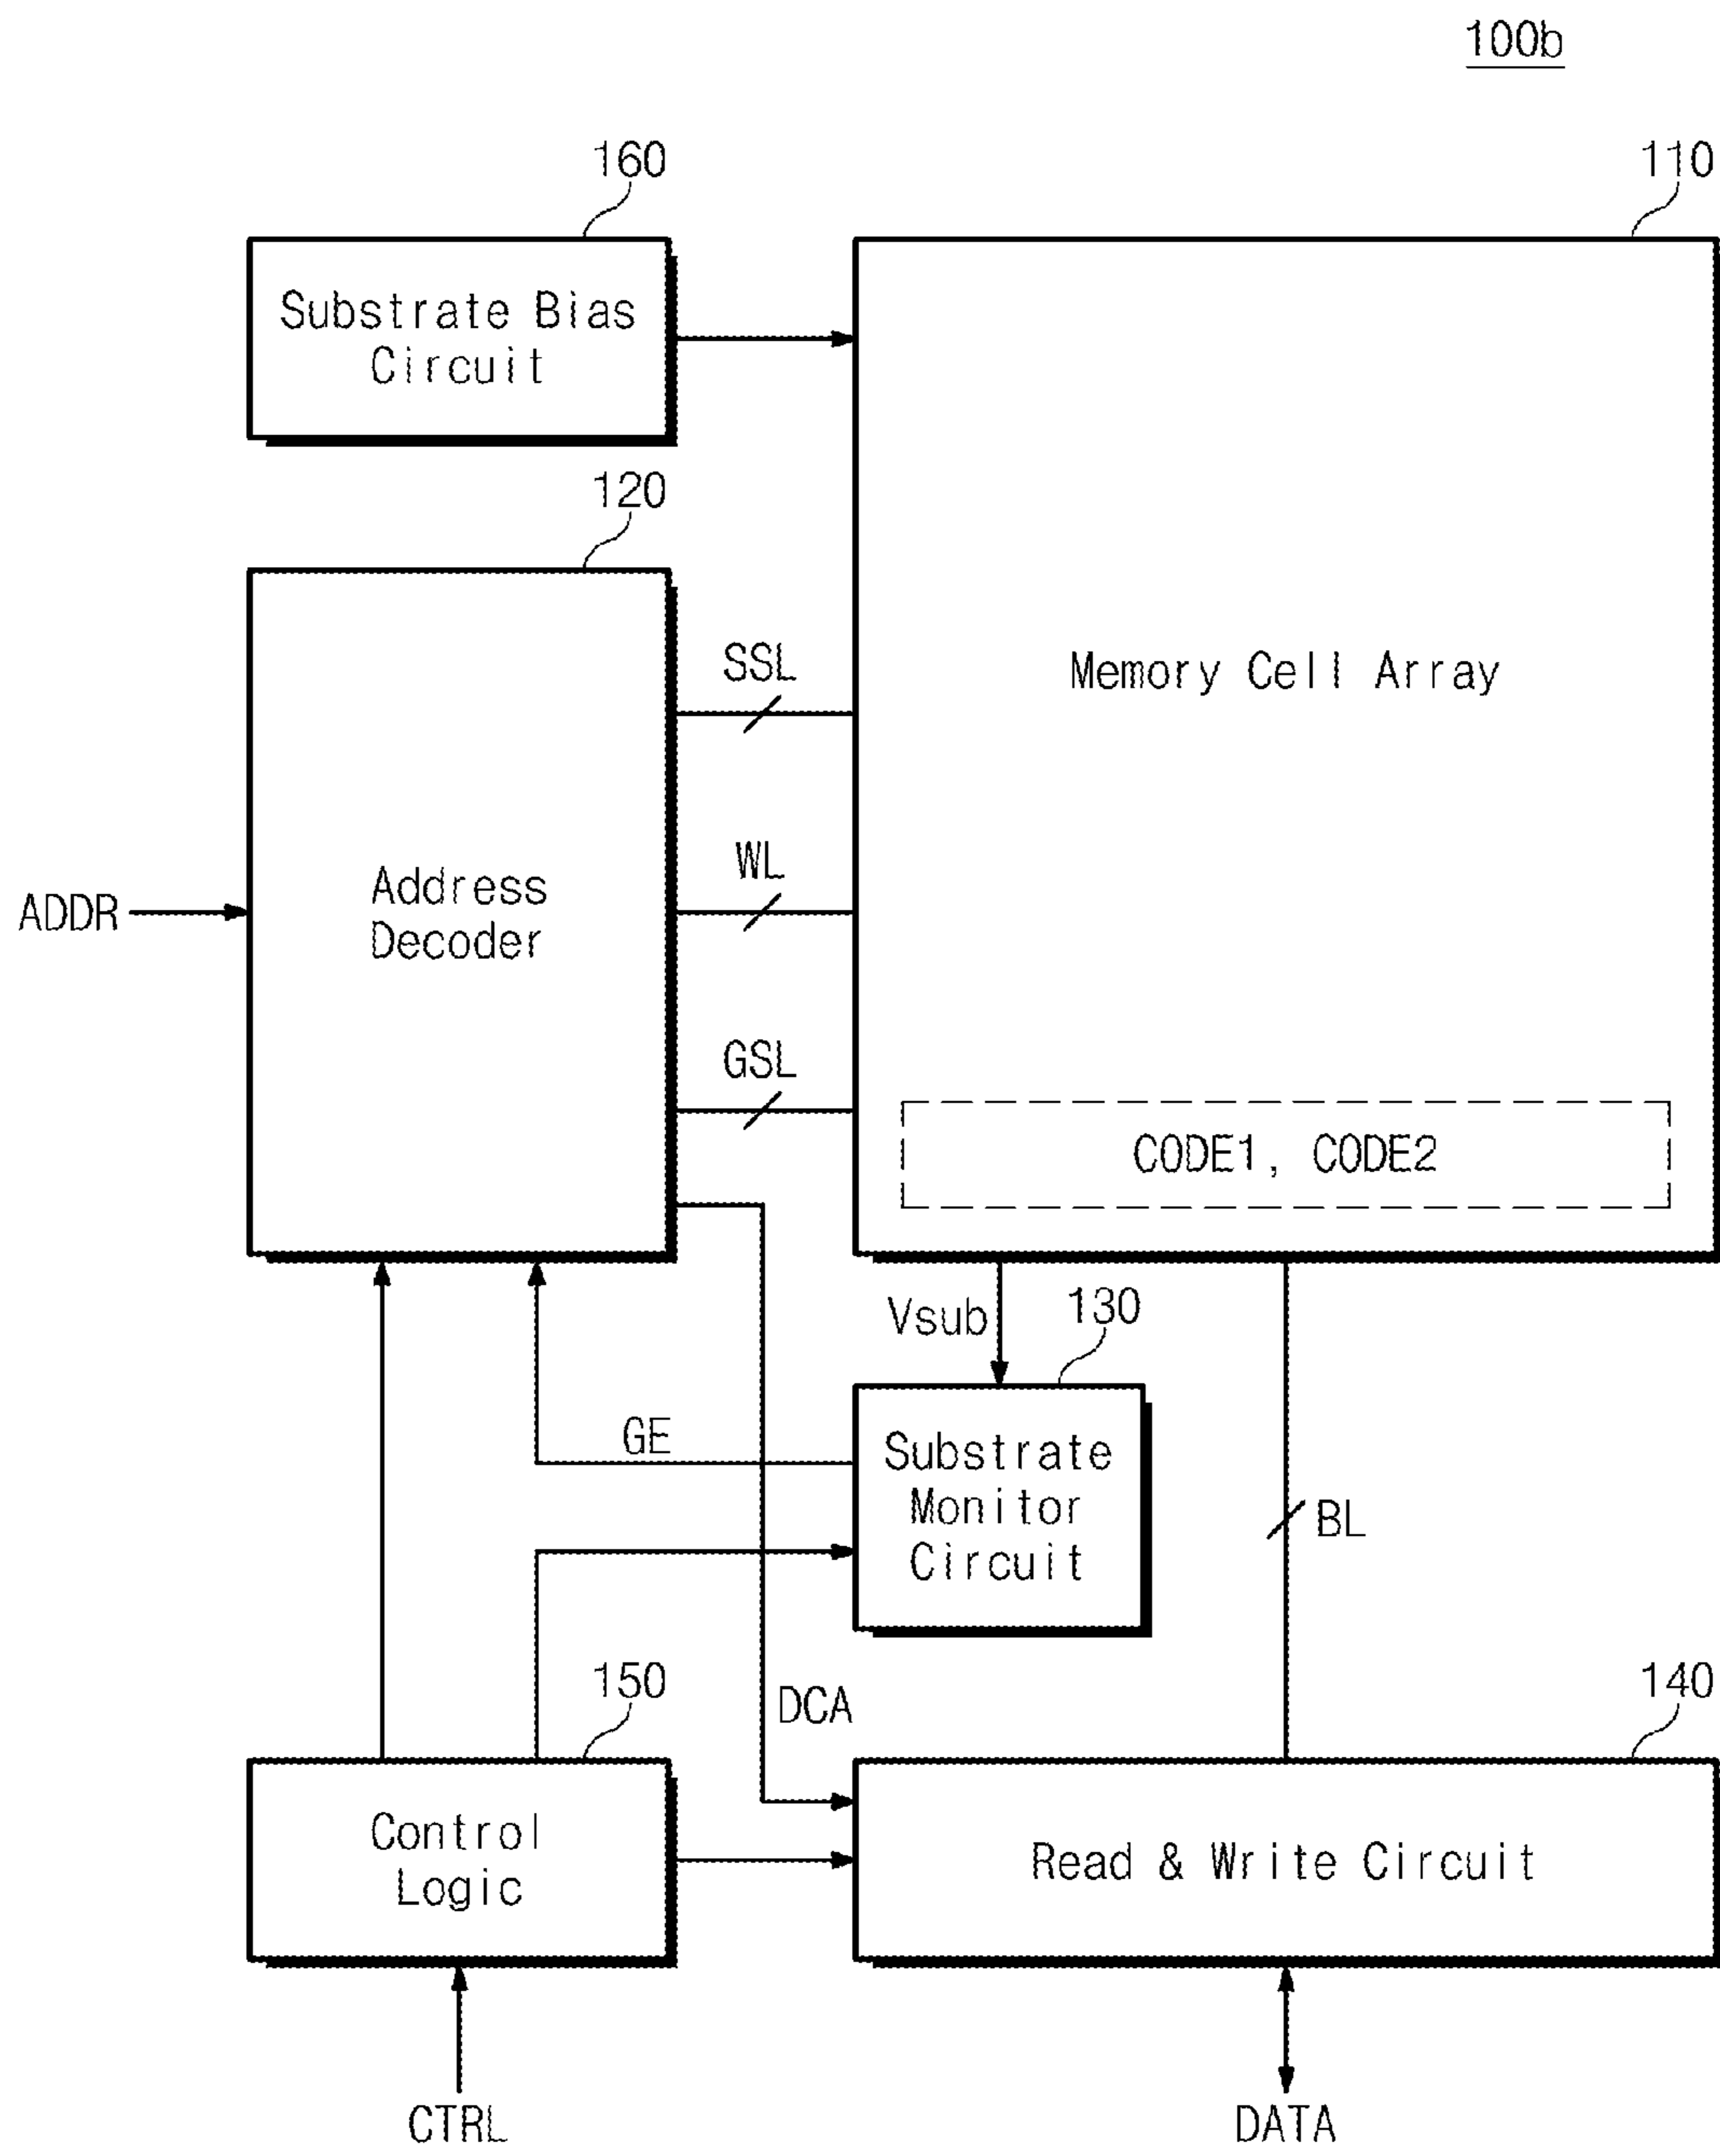 100b
160
110
Substrate Bias
Circuit
120
SSL
Memory Cell Array
WL
ADDR
Address
Decoder
GSL
CODE1, CODE2
Vsub
130
GE
Substrate
Monitor
Circuit
BL
150
DCA
140
Control
Logic
Read & Write Circuit
CTRL
DATA